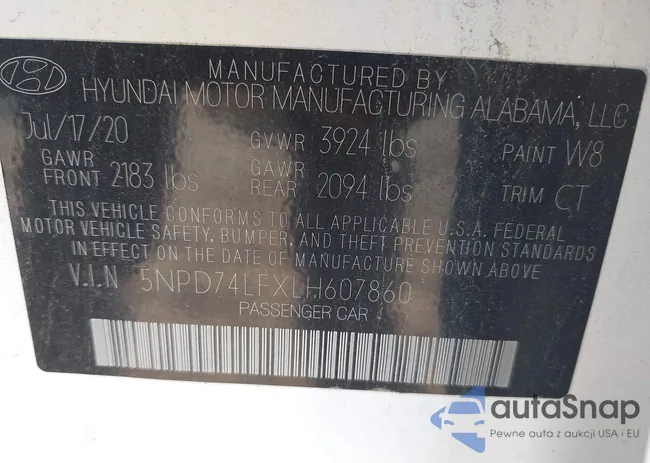 MANUFACTURED BY
HYUNDAI MOTOR MANUFACTURING ALABAMA, LLC
Jul/17/20 GVWR 3924 lbs PAINT W8
GAWR FRONT 2183 lbs GAWR REAR 2094 lbs TRIM CT
THIS VEHICLE CONFORMS TO ALL APPLICABLE U.S.A. FEDERAL
MOTOR VEHICLE SAFETY, BUMPER, AND THEFT PREVENTION STANDARDS
IN EFFECT ON THE DATE OF MANUFACTURE SHOWN ABOVE
V.I.N 5NPD74LFXLH607860
PASSENGER CAR
autaSnap
Pewne auta z aukcji USA i EU